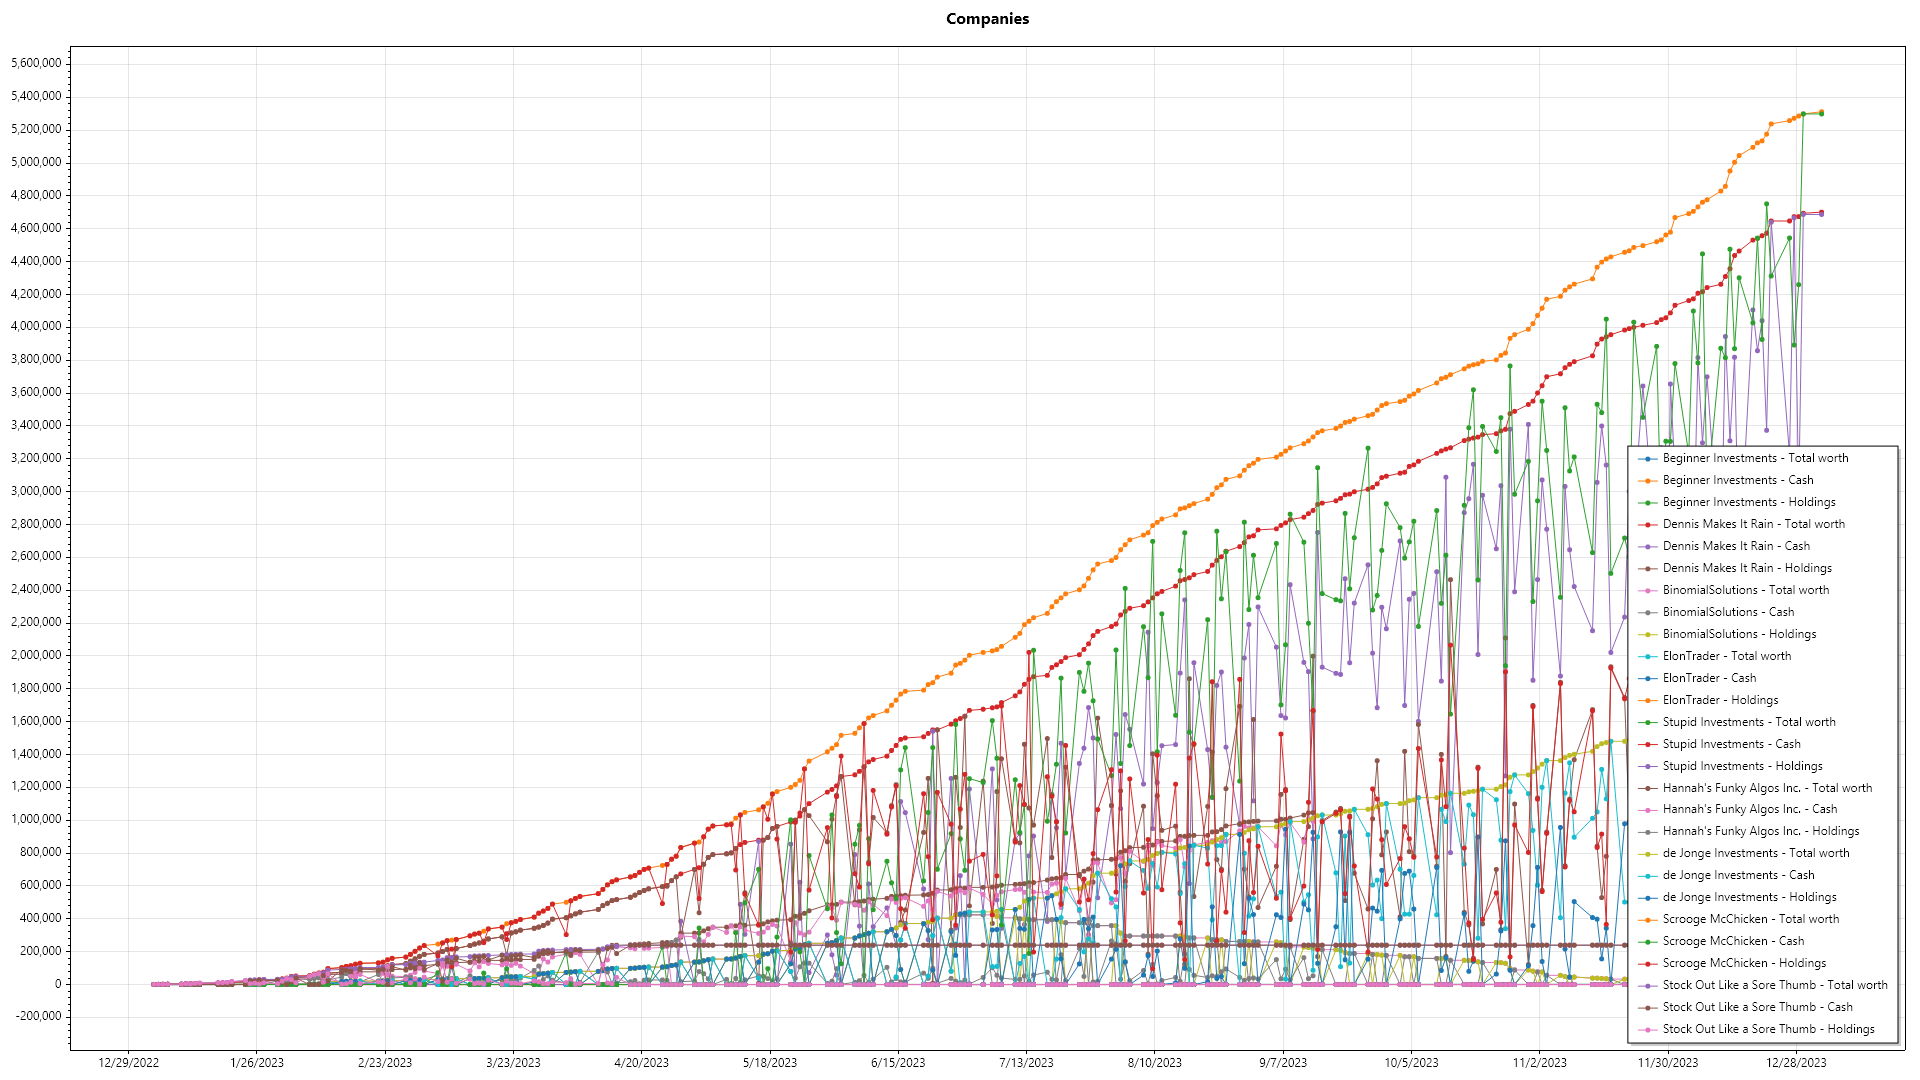 Companies
5,600,000
5,400,000
5,200,000
5,000,000
4,800,000
4,600,000
4,400,000
4,200,000
4,000,000
3,800,000
3,600,000
3,400,000
3,200,000
3,000,000
2,800,000
2,600,000
2,400,000
2,200,000
2,000,000
1,800,000
1,600,000
1,400,000
1,200,000
1,000,000
800,000
600,000
400,000
200,000
0
-200,000
12/29/2022 1/26/2023 2/23/2023 3/23/2023 4/20/2023 5/18/2023 6/15/2023 7/13/2023 8/10/2023 9/7/2023 10/5/2023 11/2/2023 11/30/2023 12/28/2023
Beginner Investments - Total worth
Beginner Investments - Cash
Beginner Investments - Holdings
Dennis Makes It Rain - Total worth
Dennis Makes It Rain - Cash
Dennis Makes It Rain - Holdings
BinomialSolutions - Total worth
BinomialSolutions - Cash
BinomialSolutions - Holdings
ElonTrader - Total worth
ElonTrader - Cash
ElonTrader - Holdings
Stupid Investments - Total worth
Stupid Investments - Cash
Stupid Investments - Holdings
Hannah's Funky Algos Inc. - Total worth
Hannah's Funky Algos Inc. - Cash
Hannah's Funky Algos Inc. - Holdings
de Jonge Investments - Total worth
de Jonge Investments - Cash
de Jonge Investments - Holdings
Scrooge McChicken - Total worth
Scrooge McChicken - Cash
Scrooge McChicken - Holdings
Stock Out Like a Sore Thumb - Total worth
Stock Out Like a Sore Thumb - Cash
Stock Out Like a Sore Thumb - Holdings